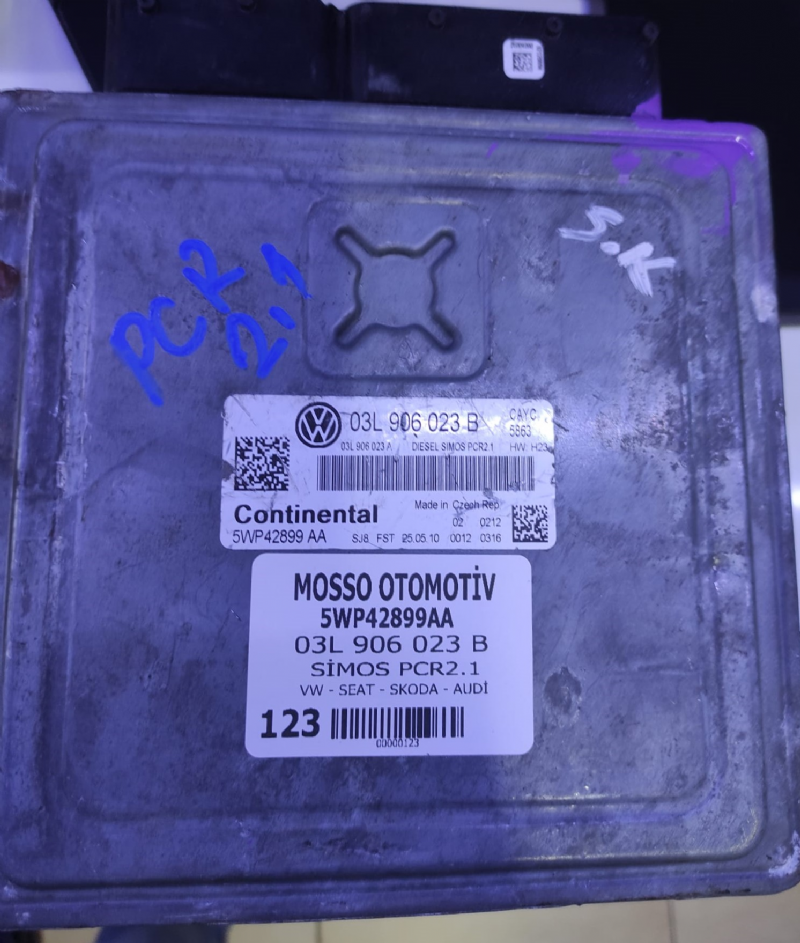 S.K
PCR
2.1
VW 03L 906 023 B CAYC
5863
03L 906 023 A DIESEL SIMOS PCR2.1 HW: H23
Continental Made in Czech Rep
02 0212
5WP42899 AA SJ8 FST 25.05.10 0012 0316
MOSSO OTOMOTİV
5WP42899AA
03L 906 023 B
SİMOS PCR2.1
VW - SEAT - SKODA - AUDİ
123
00000123